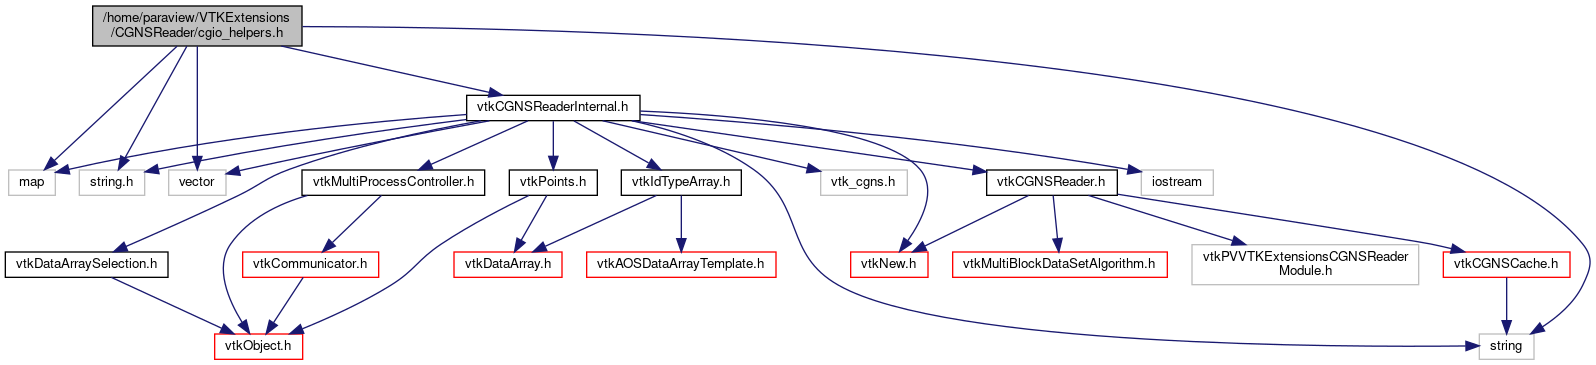 /home/paraview/VTKExtensions
/CGNSReader/cgio_helpers.h
vtkCGNSReaderInternal.h
map
string.h
vector
vtkMultiProcessController.h
vtkPoints.h
vtkIdTypeArray.h
vtk_cgns.h
vtkCGNSReader.h
iostream
vtkDataArraySelection.h
vtkCommunicator.h
vtkDataArray.h
vtkAOSDataArrayTemplate.h
vtkNew.h
vtkMultiBlockDataSetAlgorithm.h
vtkPVVTKExtensionsCGNSReader
Module.h
vtkCGNSCache.h
vtkObject.h
string